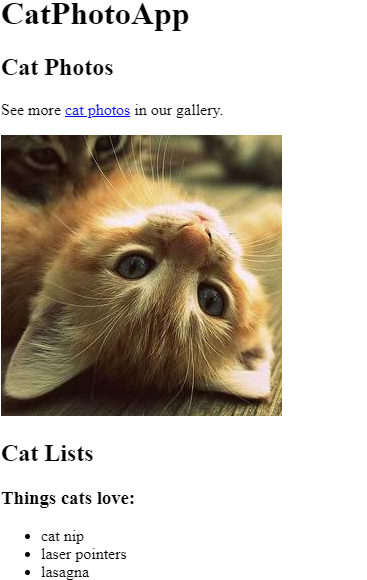 CatPhotoApp
Cat Photos
See more cat photos in our gallery.
Cat Lists
Things cats love:
cat nip
laser pointers
lasagna